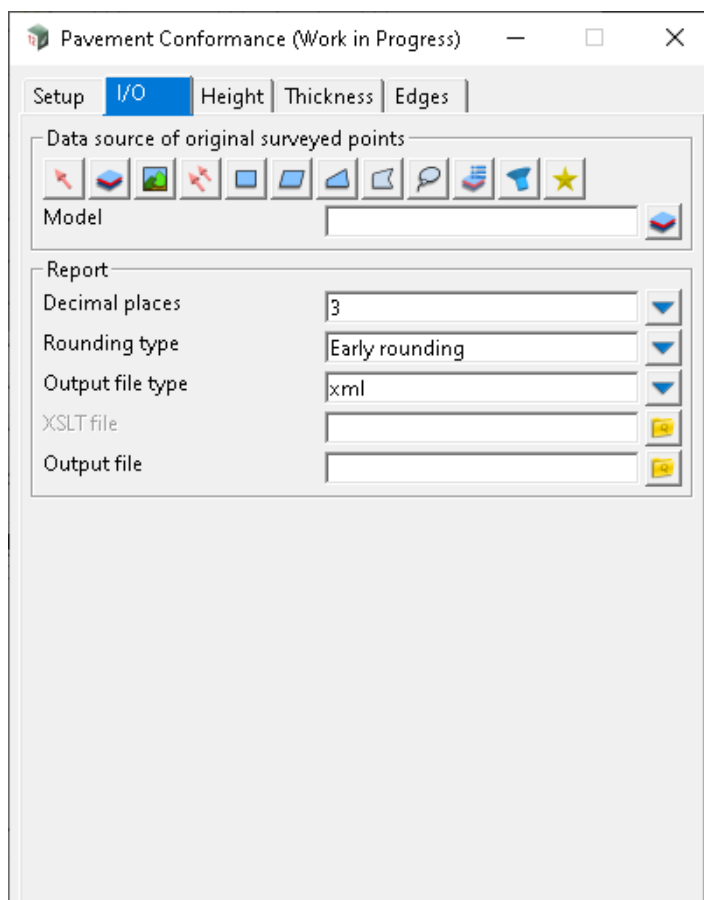 Pavement Conformance (Work in Progress)
Setup I/O Height Thickness Edges
Data source of original surveyed points
Model
Report
Decimal places 3
Rounding type Early rounding
Output file type xml
XSLT file
Output file